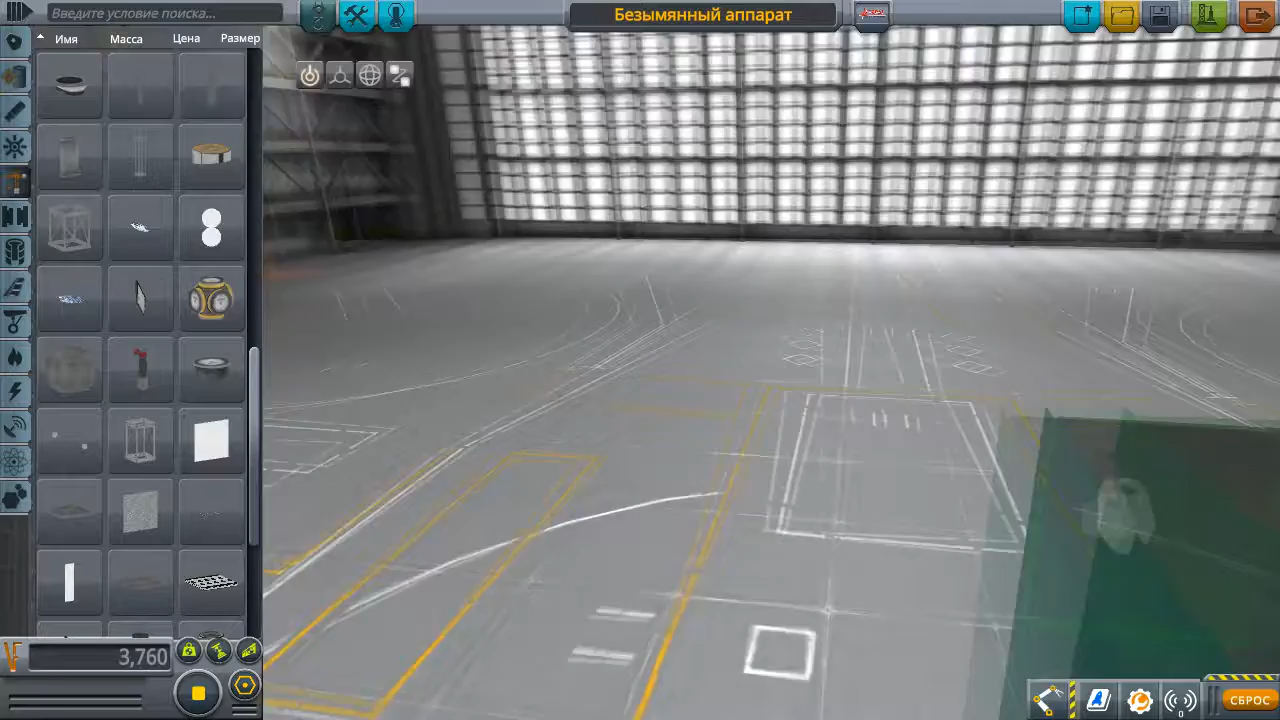 Введите условие поиска...
Безымянный аппарат
Имя
Масса
Цена
Размер
3,760
СБРОС